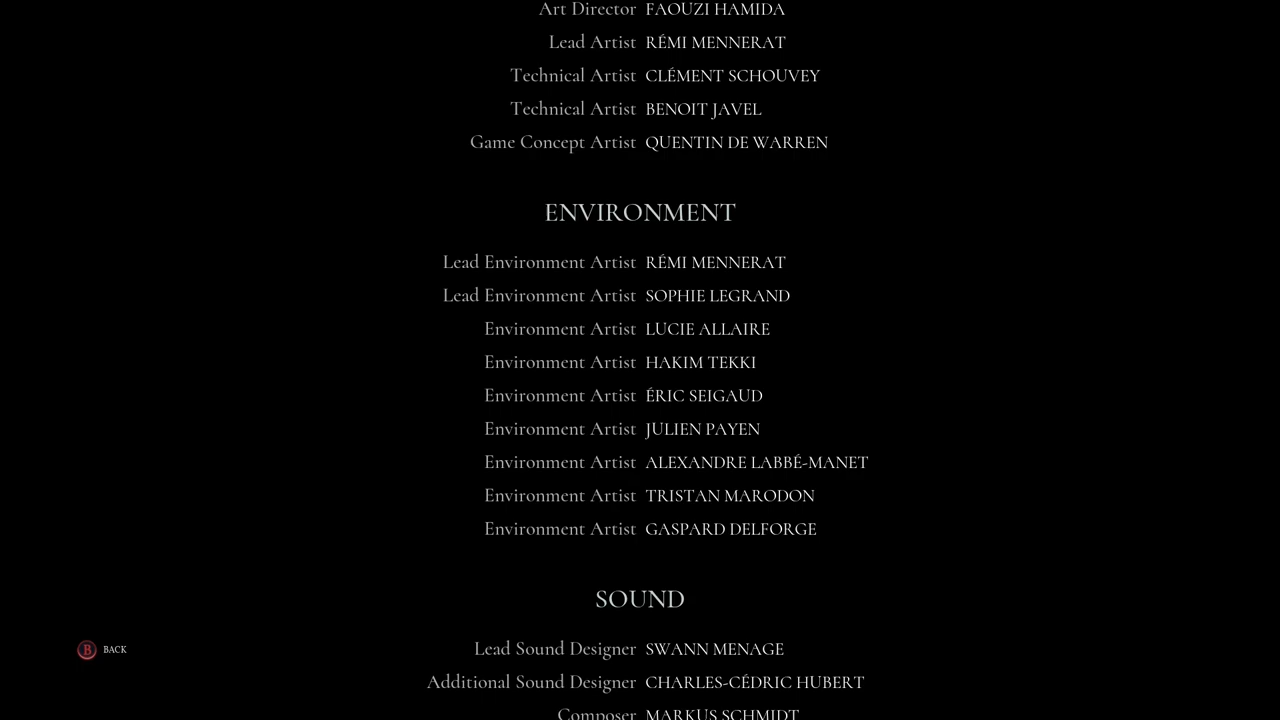 Art Director FAOUZI HAMIDA
Lead Artist RÉMI MENNERAT
Technical Artist CLÉMENT SCHOUVEY
Technical Artist BENOIT JAVEL
Game Concept Artist QUENTIN DE WARREN
ENVIRONMENT
Lead Environment Artist RÉMI MENNERAT
Lead Environment Artist SOPHIE LEGRAND
Environment Artist LUCIE ALLAIRE
Environment Artist HAKIM TEKKI
Environment Artist ÉRIC SEIGAUD
Environment Artist JULIEN PAYEN
Environment Artist ALEXANDRE LABBÉ-MANET
Environment Artist TRISTAN MARODON
Environment Artist GASPARD DELFORGE
SOUND
Lead Sound Designer SWANN MENAGE
B BACK
Additional Sound Designer CHARLES-CÉDRIC HUBERT
Composer MARKUS SCHMIDT